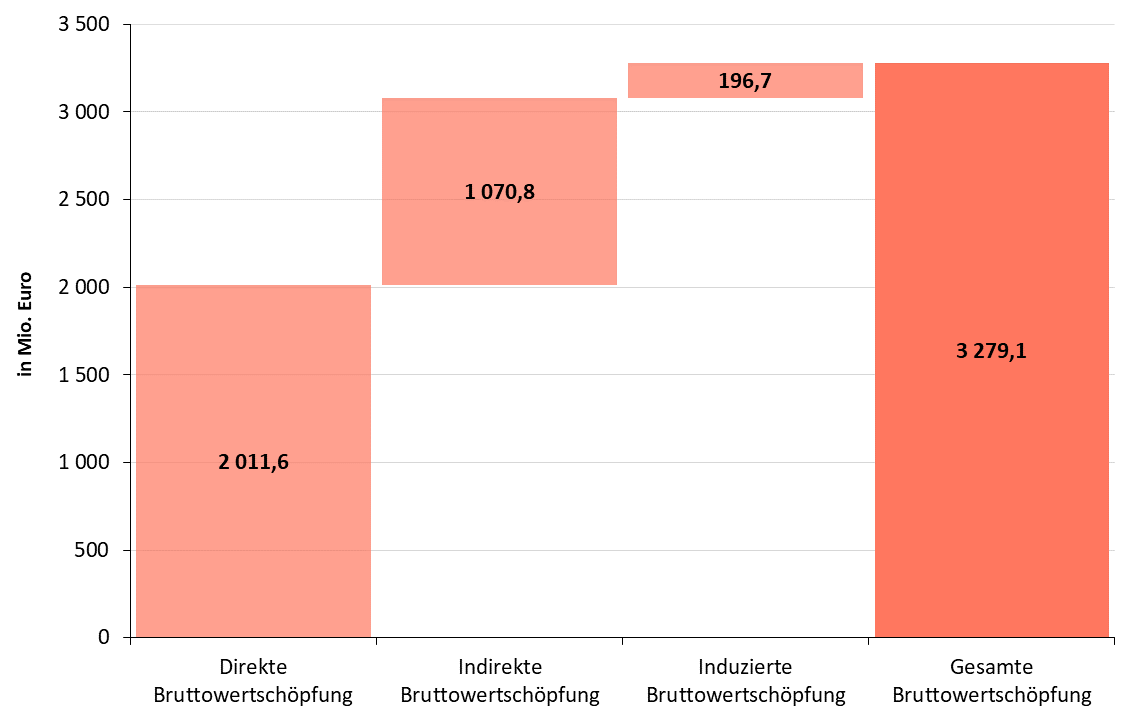 3 500
3 000
2 500
2 000
1 500
1 000
500
0
in Mio. Euro
2 011,6
1 070,8
196,7
3 279,1
Direkte
Bruttowertschöpfung
Indirekte
Bruttowertschöpfung
Induzierte
Bruttowertschöpfung
Gesamte
Bruttowertschöpfung